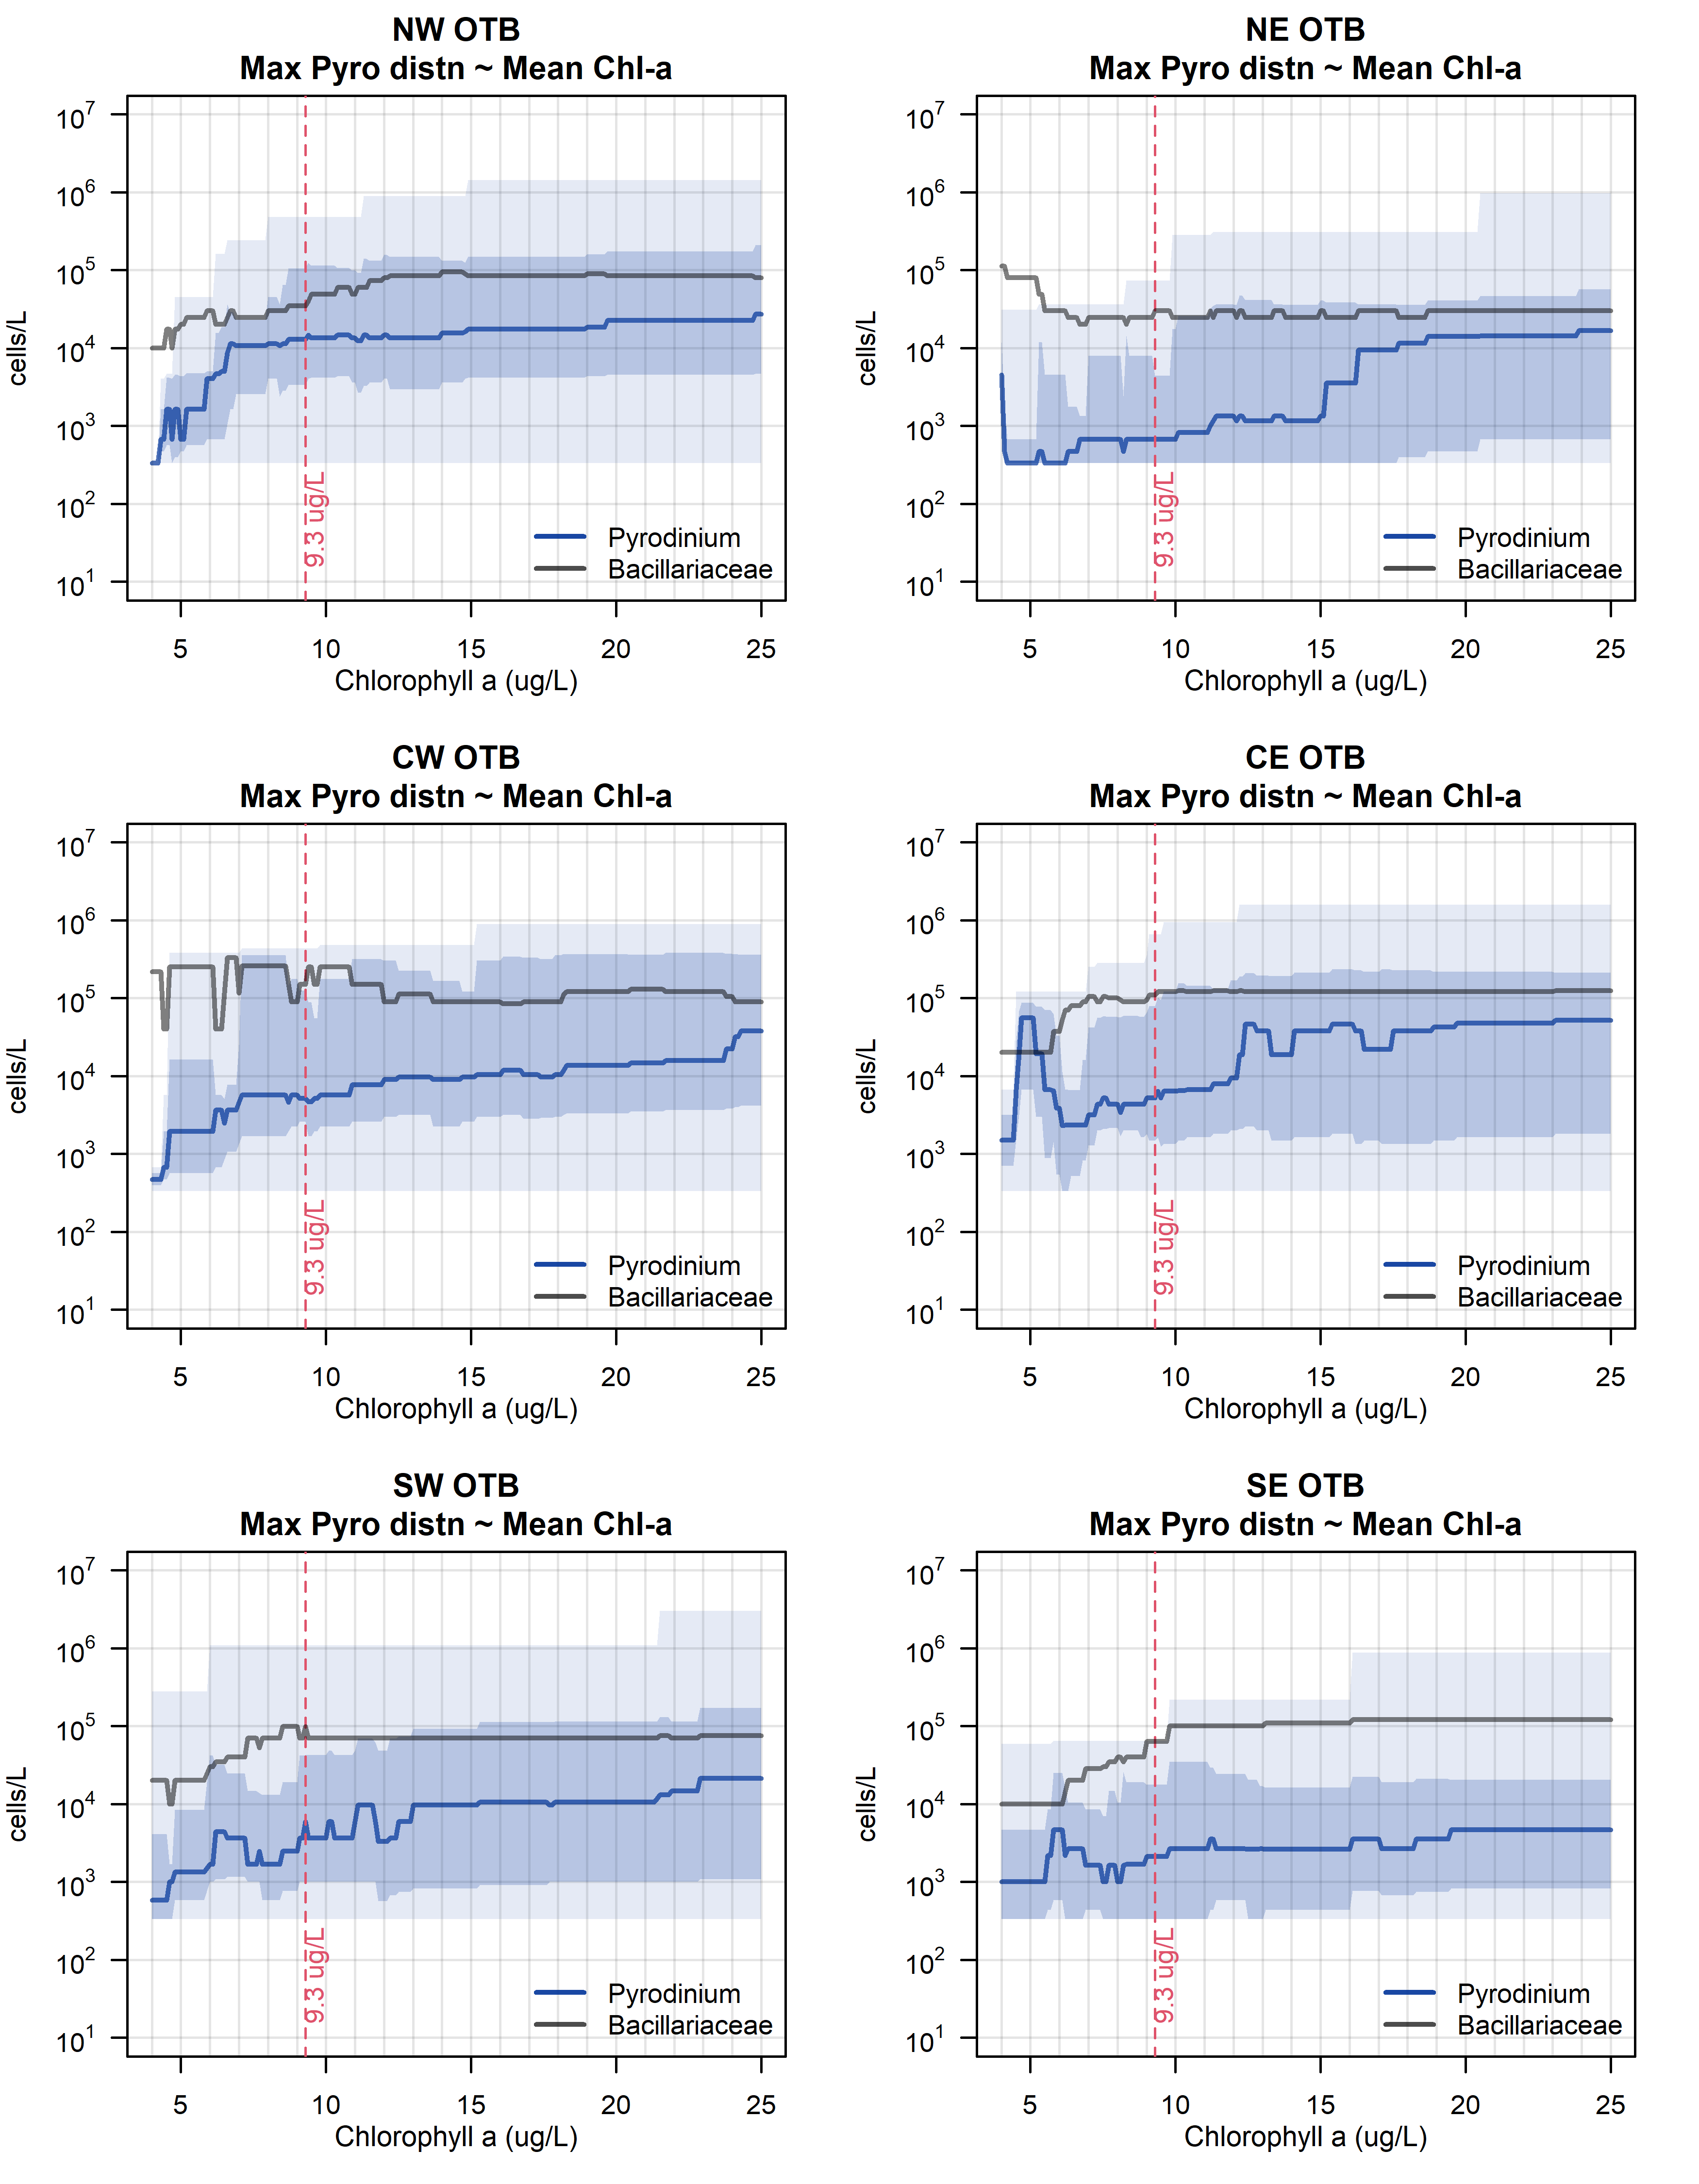 NW OTB
Max Pyro distn ~ Mean Chl-a
cells/L
10^7
10^6
10^5
10^4
10^3
10^2
10^1
9.3 ug/L
Pyrodinium
Bacillariaceae
5 10 15 20 25
Chlorophyll a (ug/L)
NE OTB
Max Pyro distn ~ Mean Chl-a
cells/L
10^7
10^6
10^5
10^4
10^3
10^2
10^1
9.3 ug/L
Pyrodinium
Bacillariaceae
5 10 15 20 25
Chlorophyll a (ug/L)
CW OTB
Max Pyro distn ~ Mean Chl-a
cells/L
10^7
10^6
10^5
10^4
10^3
10^2
10^1
9.3 ug/L
Pyrodinium
Bacillariaceae
5 10 15 20 25
Chlorophyll a (ug/L)
CE OTB
Max Pyro distn ~ Mean Chl-a
cells/L
10^7
10^6
10^5
10^4
10^3
10^2
10^1
9.3 ug/L
Pyrodinium
Bacillariaceae
5 10 15 20 25
Chlorophyll a (ug/L)
SW OTB
Max Pyro distn ~ Mean Chl-a
cells/L
10^7
10^6
10^5
10^4
10^3
10^2
10^1
9.3 ug/L
Pyrodinium
Bacillariaceae
5 10 15 20 25
Chlorophyll a (ug/L)
SE OTB
Max Pyro distn ~ Mean Chl-a
cells/L
10^7
10^6
10^5
10^4
10^3
10^2
10^1
9.3 ug/L
Pyrodinium
Bacillariaceae
5 10 15 20 25
Chlorophyll a (ug/L)